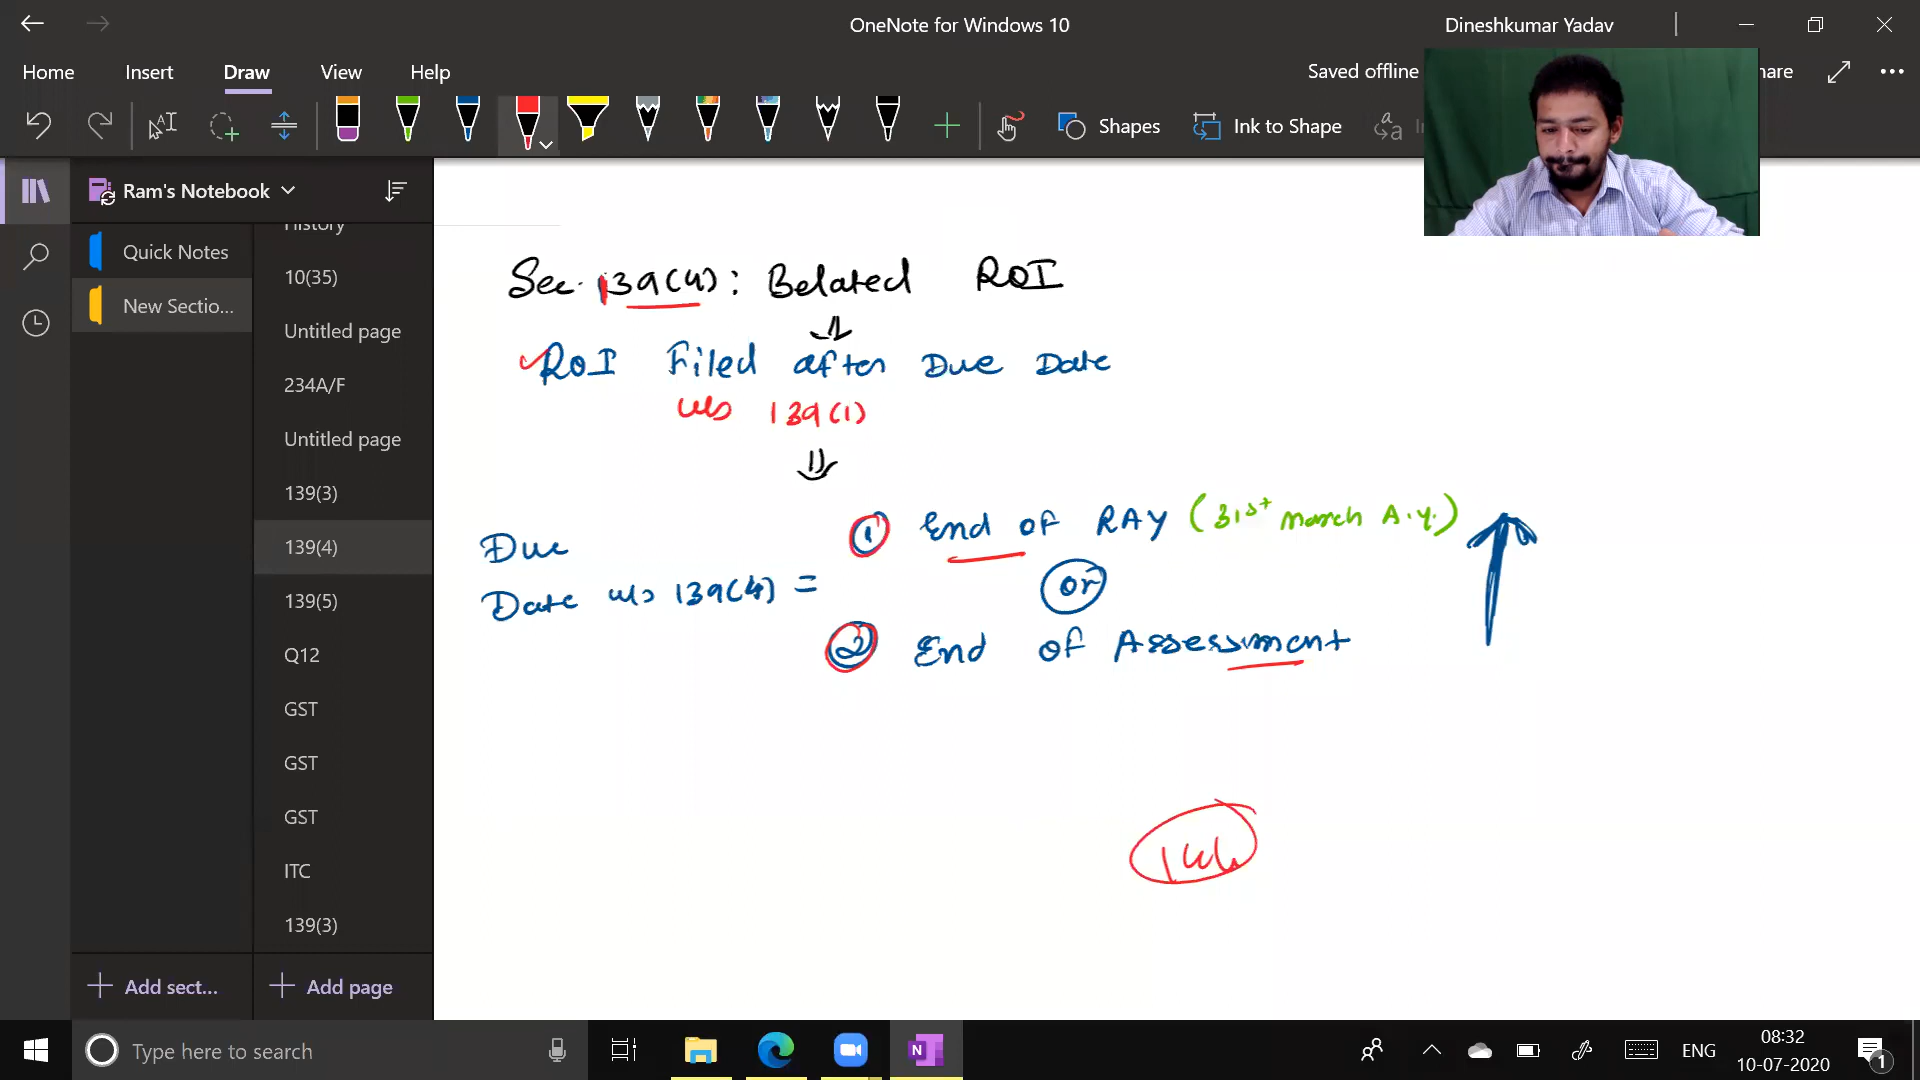 OneNote for Windows 10
Dineshkumar Yadav
Home Insert Draw View Help
Saved offline
hare
Shapes
Ink to Shape
Ram's Notebook
Quick Notes
New Sectio...
History
10(35)
Untitled page
234A/F
Untitled page
139(3)
139(4)
139(5)
Q12
GST
GST
GST
ITC
139(3)
Add sect...
Add page
Sec. 139(4): Belated ROI
ROI Filed after Due Date
u/s 139(1)
Due
Date u/s 139(4) =
① End of RAY (31st March A.Y.)
or
② End of Assessment
Type here to search
ENG
08:32
10-07-2020
1